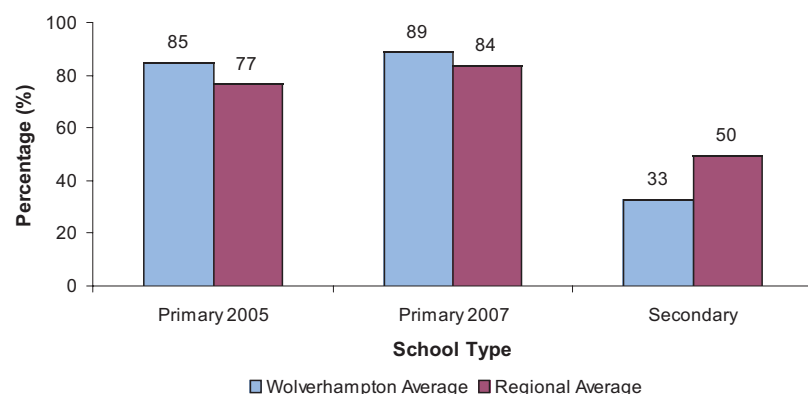 100
80
60
40
20
0
Percentage (%)
85
77
89
84
33
50
Primary 2005
Primary 2007
Secondary
School Type
Wolverhampton Average
Regional Average